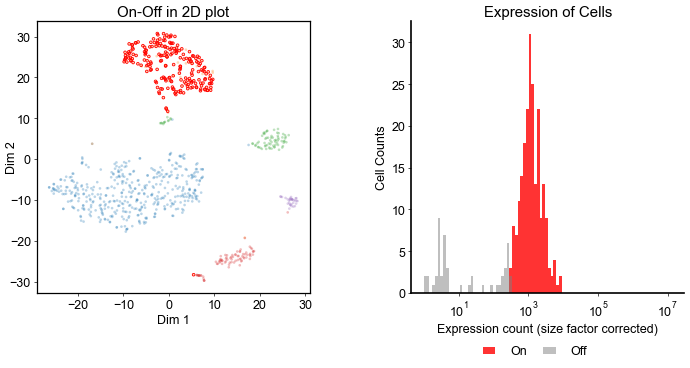 On-Off in 2D plot
Expression of Cells
30
20
10
0
−10
−20
−30
Dim 2
−20 −10 0 10 20 30
Dim 1
30
25
20
15
10
5
0
Cell Counts
10^1 10^3 10^5 10^7
Expression count (size factor corrected)
On Off